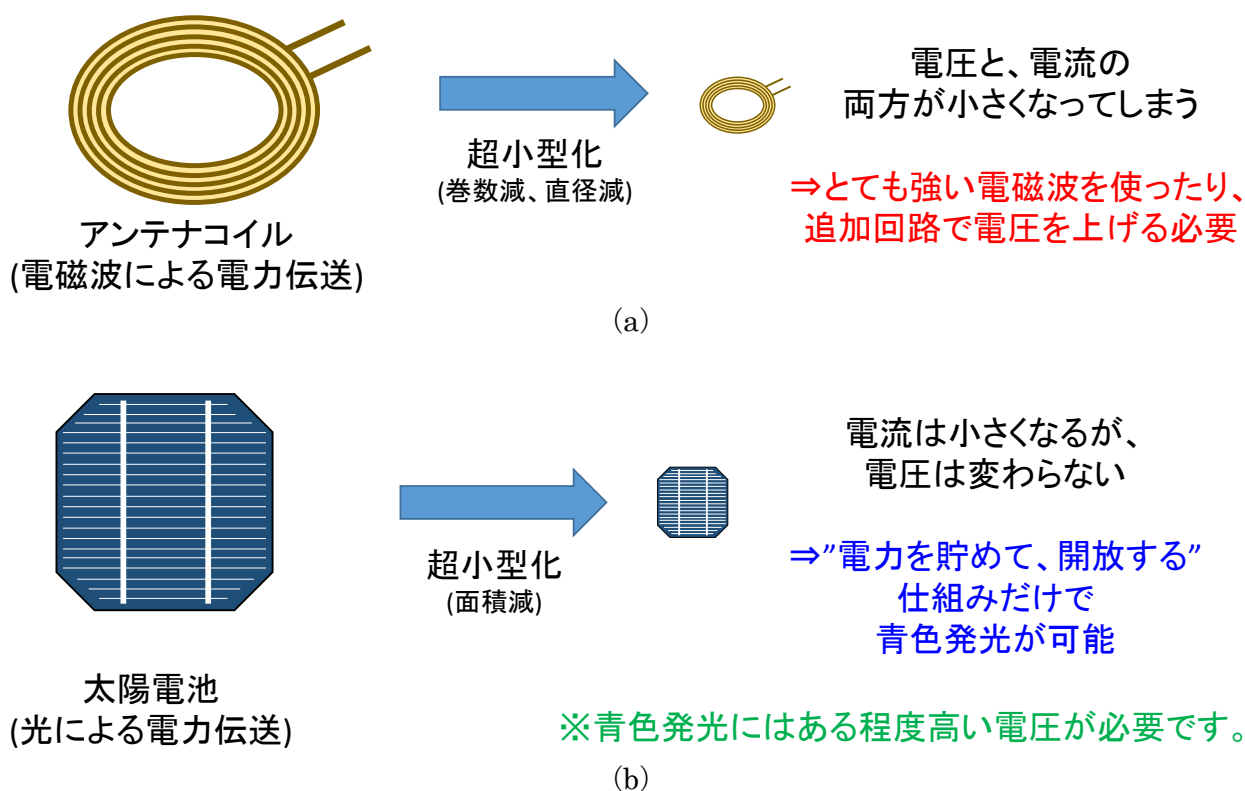 アンテナコイル
(電磁波による電力伝送)
超小型化
(巻数減、直径減)
電圧と、電流の
両方が小さくなってしまう
⇒とても強い電磁波を使ったり、
追加回路で電圧を上げる必要
(a)
太陽電池
(光による電力伝送)
超小型化
(面積減)
電流は小さくなるが、
電圧は変わらない
⇒”電力を貯めて、開放する”
仕組みだけで
青色発光が可能
※青色発光にはある程度高い電圧が必要です。
(b)